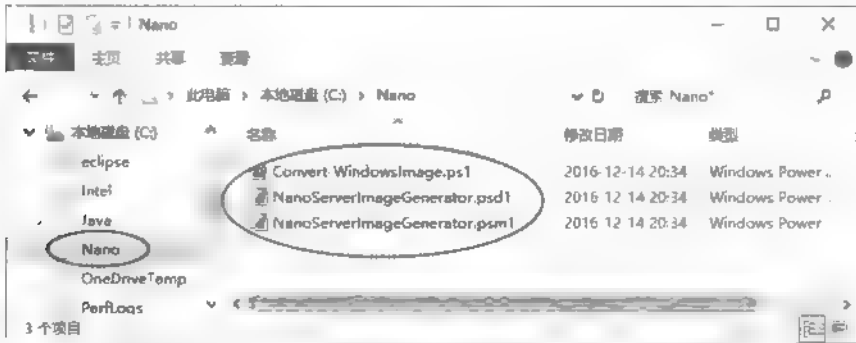 Nano
文件 主页 共享 查看
此电脑 › 本地磁盘 (C:) › Nano 搜索"Nano"
本地磁盘 (C:) 名称 修改日期 类型
eclipse
Convert-WindowsImage.ps1 2016-12-14 20:34 Windows Power...
Intel
NanoServerImageGenerator.psd1 2016-12-14 20:34 Windows Power...
Java
NanoServerImageGenerator.psm1 2016-12-14 20:34 Windows Power
Nano
OneDriveTemp
PerfLogs
3 个项目